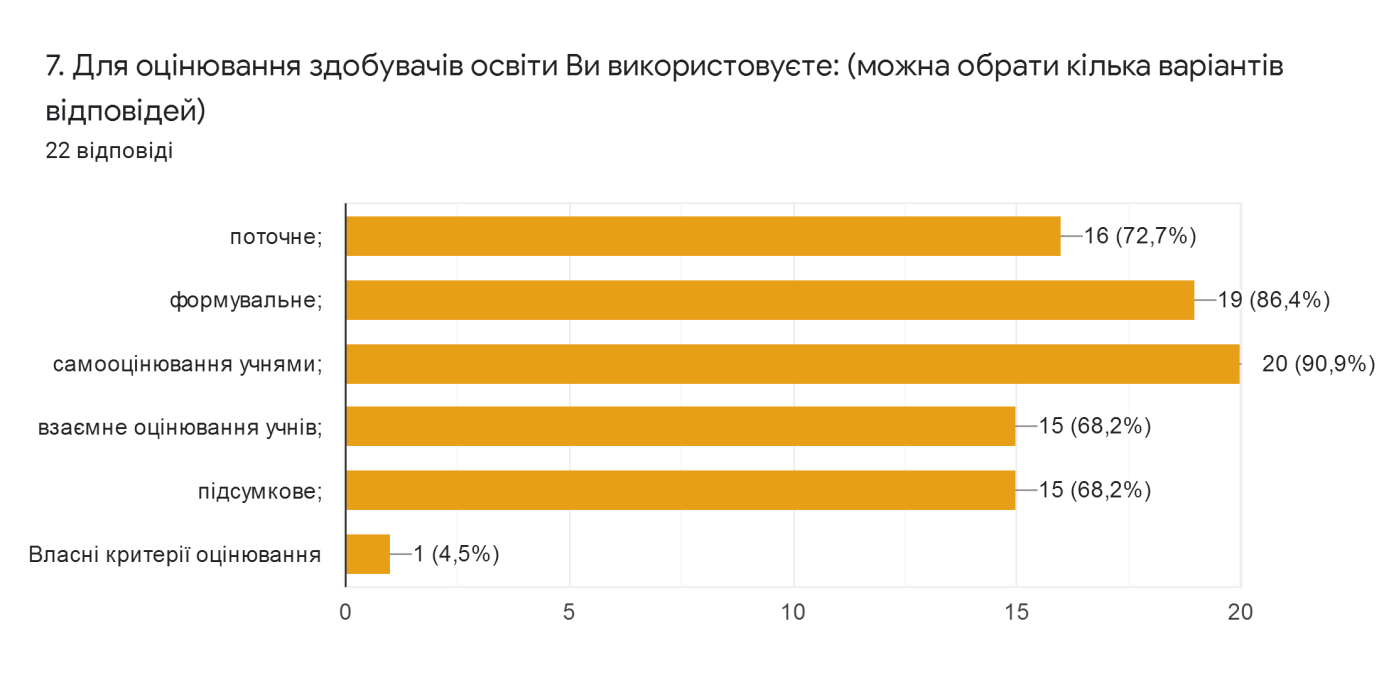 7. Для оцінювання здобувачів освіти Ви використовуєте: (можна обрати кілька варіантів
відповідей)
22 відповіді
поточне;
16 (72,7%)
формувальне;
19 (86,4%)
самооцінювання учнями;
20 (90,9%)
взаємне оцінювання учнів;
15 (68,2%)
підсумкове;
15 (68,2%)
Власні критерії оцінювання
1 (4,5%)
0 5 10 15 20